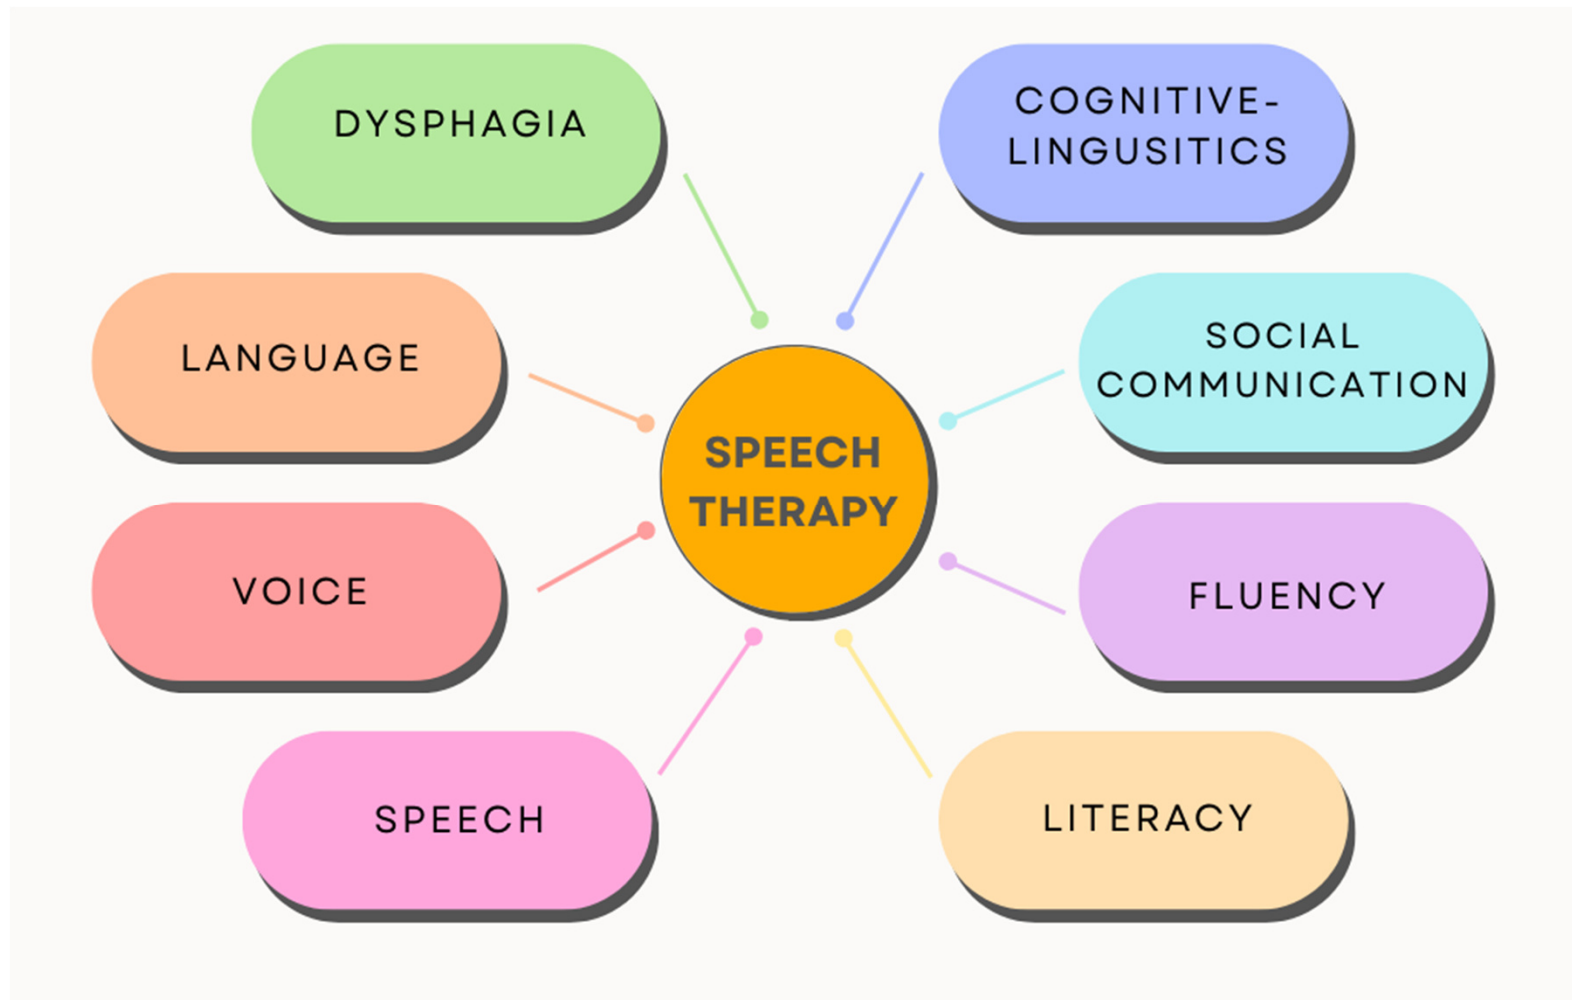 DYSPHAGIA
COGNITIVE-
LINGUSITICS
LANGUAGE
SOCIAL
COMMUNICATION
SPEECH
THERAPY
VOICE
FLUENCY
SPEECH
LITERACY